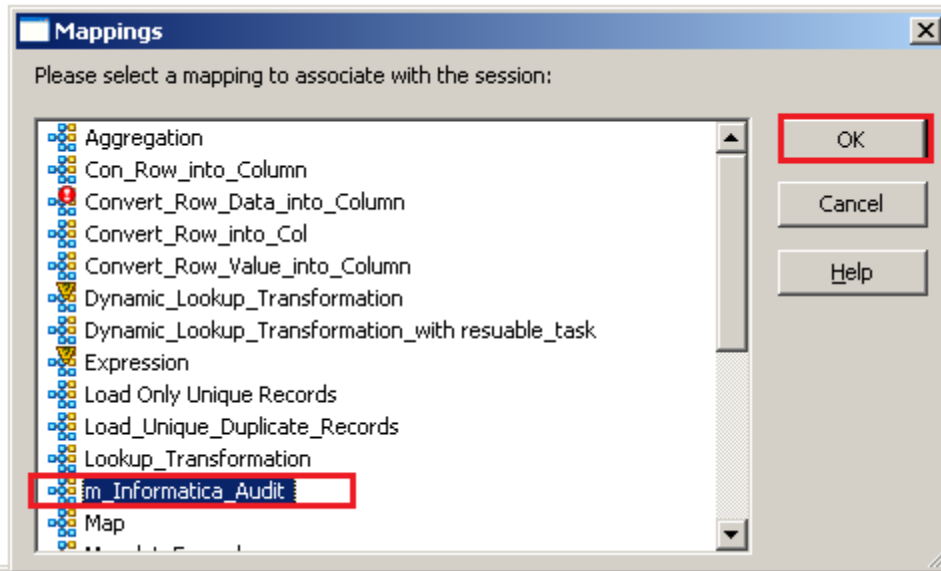 Mappings
Please select a mapping to associate with the session:
Aggregation
Con_Row_into_Column
Convert_Row_Data_into_Column
Convert_Row_into_Col
Convert_Row_Value_into_Column
Dynamic_Lookup_Transformation
Dynamic_Lookup_Transformation_with resuable_task
Expression
Load Only Unique Records
Load_Unique_Duplicate_Records
Lookup_Transformation
m_Informatica_Audit
Map
OK
Cancel
Help